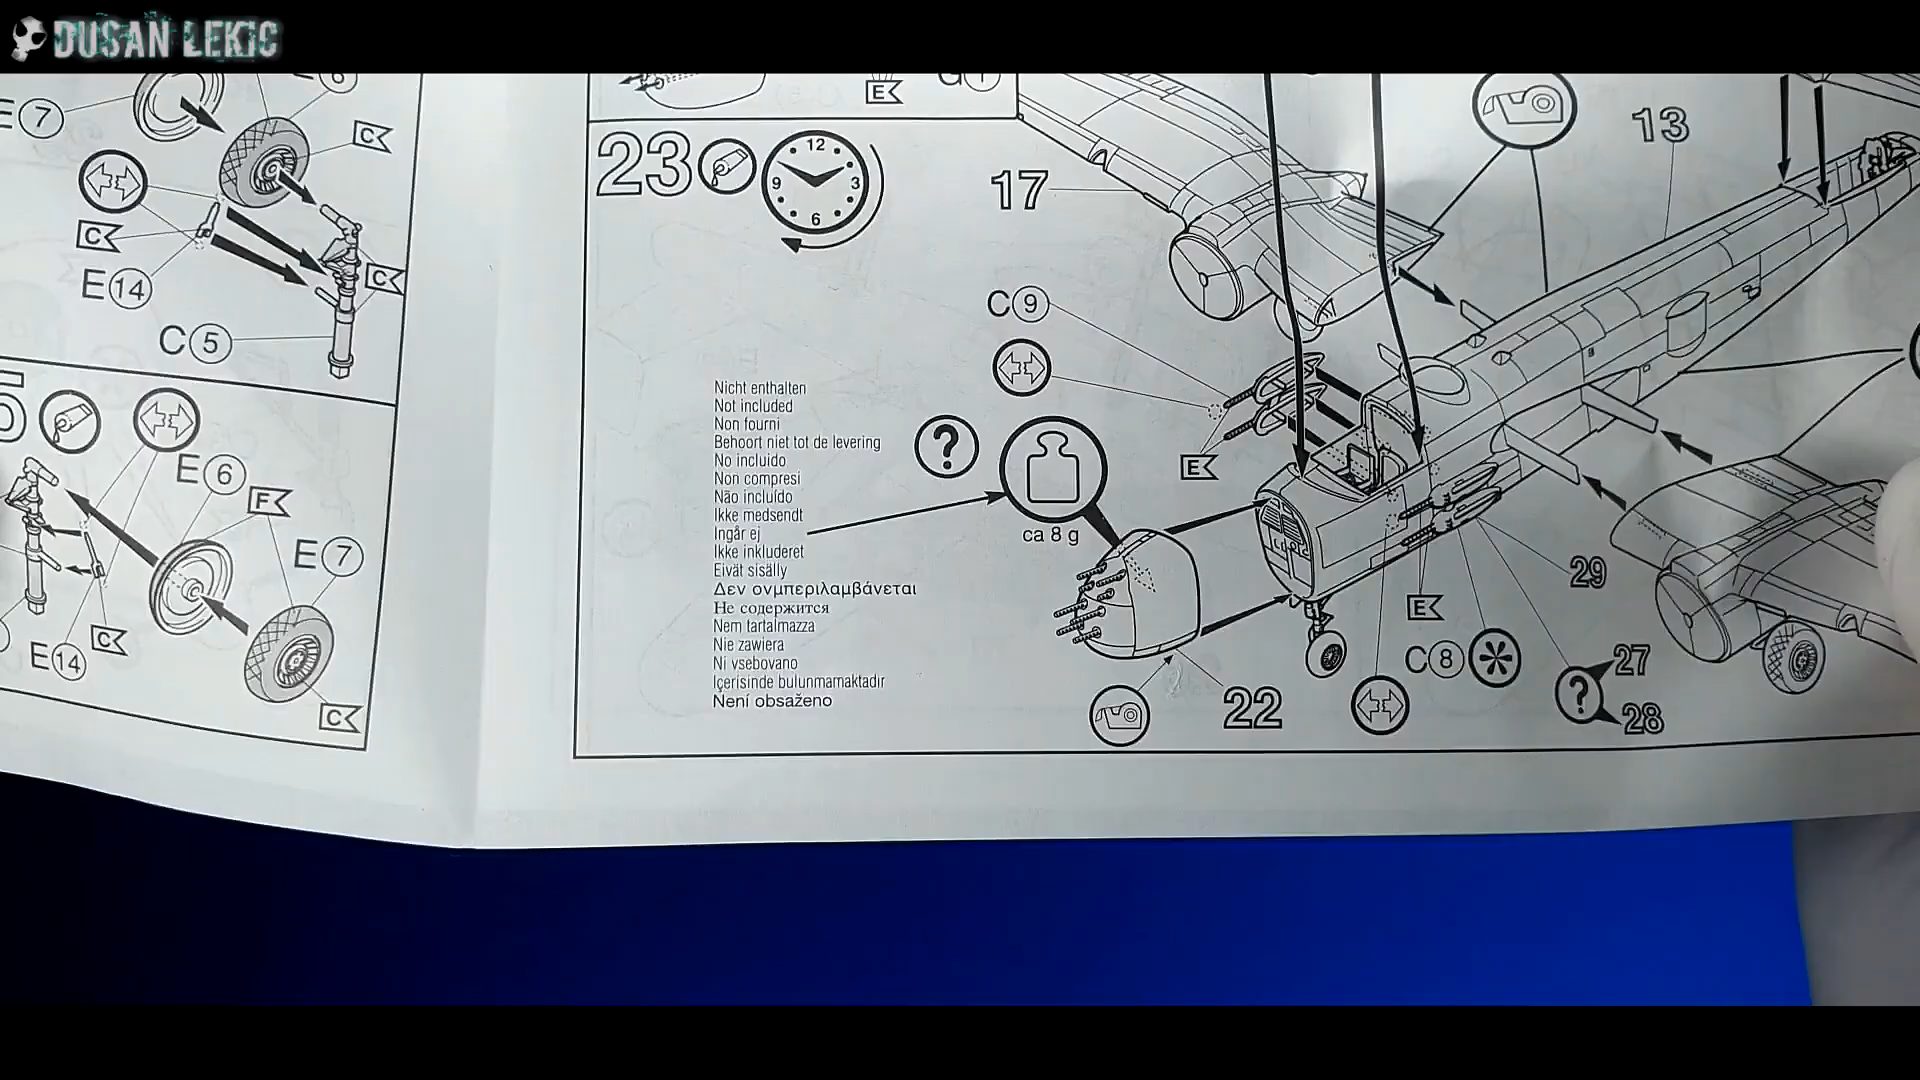 DUSAN LEKIC
E 7
C
C
E 14
C
C 5
E 6
F
E 7
E 14
C
C
E
23
12
9
3
6
17
13
C 9
E
Nicht enthalten
Not included
Non fourni
Behoort niet tot de levering
No incluido
Non compresi
Não incluído
Ikke medsendt
Ingår ej
Ikke inkluderet
Eivät sisälly
Δεν ονμπεριλαμβάνεται
Не содержится
Nem tartalmazza
Nie zawiera
Ni vsebovano
İçerisinde bulunmamaktadır
Není obsaženo
?
ca 8 g
29
E
C 8
22
?
27
28